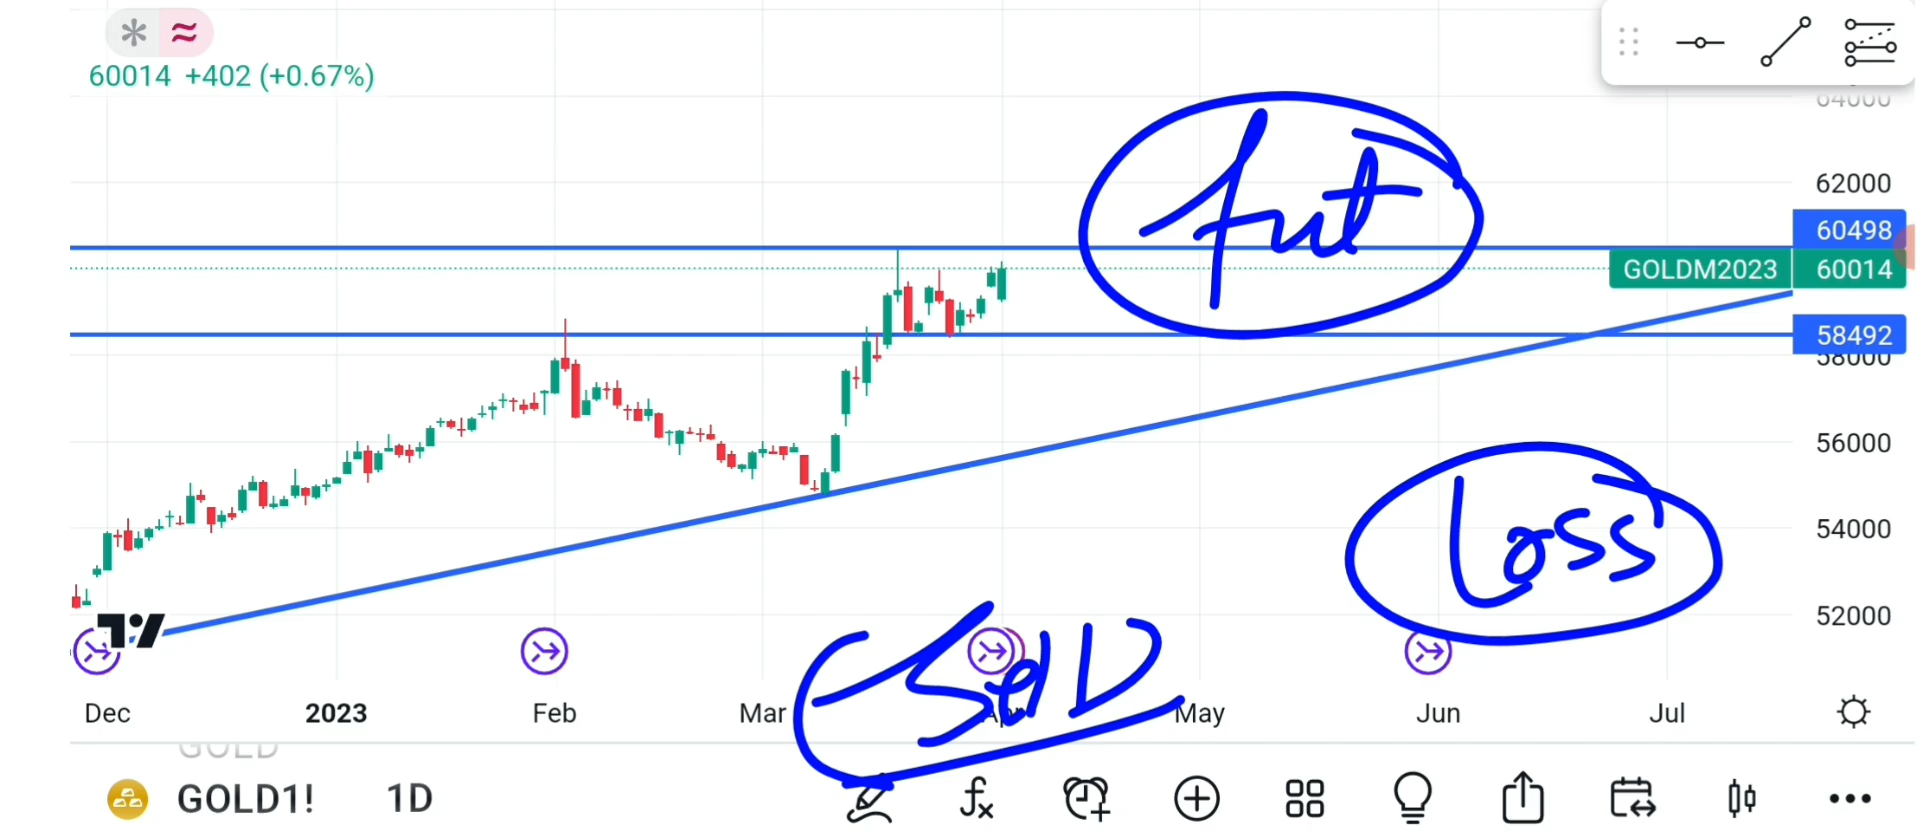 60014 +402 (+0.67%)
64000
62000
60498
GOLDM2023 60014
58492
58000
56000
54000
52000
fut
Loss
Dec 2023 Feb Mar Apr May Jun Jul
GOLD
GOLD1! 1D